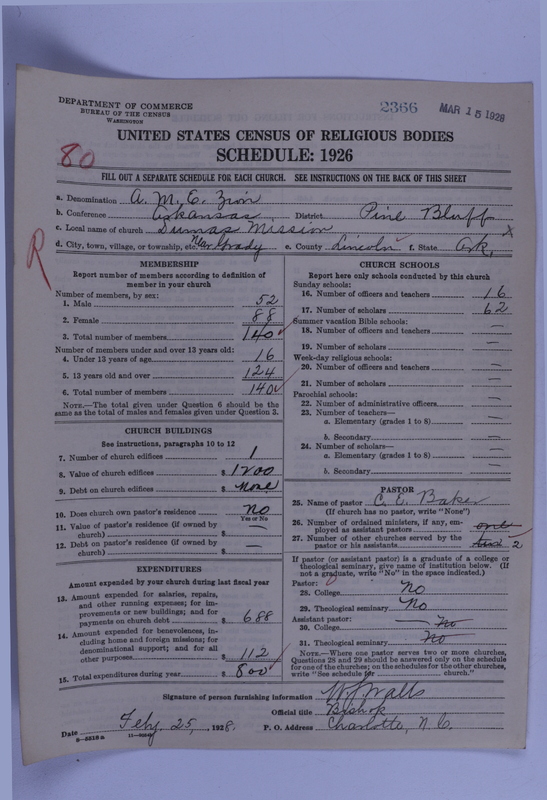 DEPARTMENT OF COMMERCE
BUREAU OF THE CENSUS
WASHINGTON
2366 MAR 15 1928
UNITED STATES CENSUS OF RELIGIOUS BODIES
SCHEDULE: 1926
80
FILL OUT A SEPARATE SCHEDULE FOR EACH CHURCH. SEE INSTRUCTIONS ON THE BACK OF THIS SHEET
a. Denomination A. M. E. Zion
b. Conference Arkansas District Pine Bluff
c. Local name of church Dumas Mission
d. City, town, village, or township, etc. Near Grady e. County Lincoln f. State Ark. x
R
MEMBERSHIP
Report number of members according to definition of member in your church
Number of members, by sex:
1. Male 52
2. Female 88
3. Total number of members 140
Number of members under and over 13 years old:
4. Under 13 years of age 16
5. 13 years old and over 124
6. Total number of members 140
NOTE.—The total given under Question 6 should be the
same as the total of males and females given under Question 3.
CHURCH BUILDINGS
See instructions, paragraphs 10 to 12
7. Number of church edifices 1
8. Value of church edifices $ 1200
9. Debt on church edifices $ none
10. Does church own pastor's residence No
Yes or No
11. Value of pastor's residence (if owned by
church) $ —
12. Debt on pastor's residence (if owned by
church) $ —
EXPENDITURES
Amount expended by your church during last fiscal year
13. Amount expended for salaries, repairs,
and other running expenses; for im-
provements or new buildings; and for
payments on church debt $ 688
14. Amount expended for benevolences, in-
cluding home and foreign missions; for
denominational support; and for all
other purposes $ 112
15. Total expenditures during year $ 800
CHURCH SCHOOLS
Report here only schools conducted by this church
Sunday schools:
16. Number of officers and teachers 16
17. Number of scholars 62
Summer vacation Bible schools:
18. Number of officers and teachers —
19. Number of scholars —
Week-day religious schools:
20. Number of officers and teachers —
21. Number of scholars —
Parochial schools:
22. Number of administrative officers —
23. Number of teachers—
a. Elementary (grades 1 to 8) —
b. Secondary —
24. Number of scholars—
a. Elementary (grades 1 to 8) —
b. Secondary —
PASTOR
25. Name of pastor C. E. Baker
(If church has no pastor, write "None")
26. Number of ordained ministers, if any, em-
ployed as assistant pastors one
27. Number of other churches served by the
pastor or his assistants 2
If pastor (or assistant pastor) is a graduate of a college or
theological seminary, give name of institution below. (If
not a graduate, write "No" in the space indicated.)
Pastor:
28. College No
29. Theological seminary No
Assistant pastor:
30. College No
31. Theological seminary No
NOTE.—Where one pastor serves two or more churches,
Questions 28 and 29 should be answered only on the schedule
for one of the churches; on the schedules for the other churches,
write "See schedule for church."
Signature of person furnishing information W J Walls
Official title Bishop
Date Feby. 25, 1928. P. O. Address Charlotte, N. C.
8-5318 a